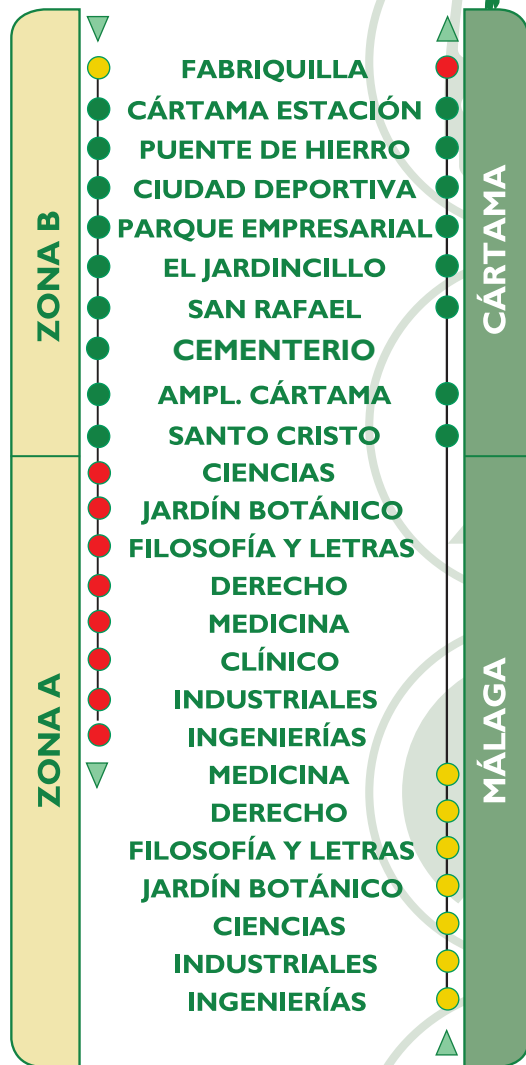 FABRIQUILLA
CÁRTAMA ESTACIÓN
PUENTE DE HIERRO
CIUDAD DEPORTIVA
PARQUE EMPRESARIAL
EL JARDINCILLO
SAN RAFAEL
CEMENTERIO
AMPL. CÁRTAMA
SANTO CRISTO
CIENCIAS
JARDÍN BOTÁNICO
FILOSOFÍA Y LETRAS
DERECHO
MEDICINA
CLÍNICO
INDUSTRIALES
INGENIERÍAS
MEDICINA
DERECHO
FILOSOFÍA Y LETRAS
JARDÍN BOTÁNICO
CIENCIAS
INDUSTRIALES
INGENIERÍAS
ZONA B
ZONA A
CÁRTAMA
MÁLAGA